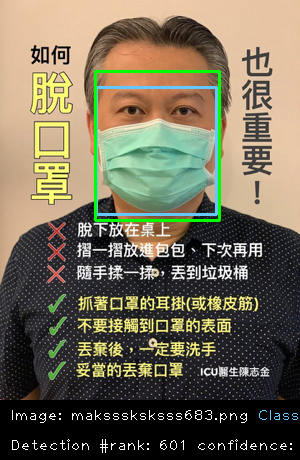 如何
脫口罩
也很重要！
脫下放在桌上
摺一摺放進包包、下次再用
隨手揉一揉，丟到垃圾桶
抓著口罩的耳掛(或橡皮筋)
不要接觸到口罩的表面
丟棄後，一定要洗手
妥當的丟棄口罩
ICU醫生陳志金
Image: maksssksksss683.png Class
Detection #rank: 601 confidence: